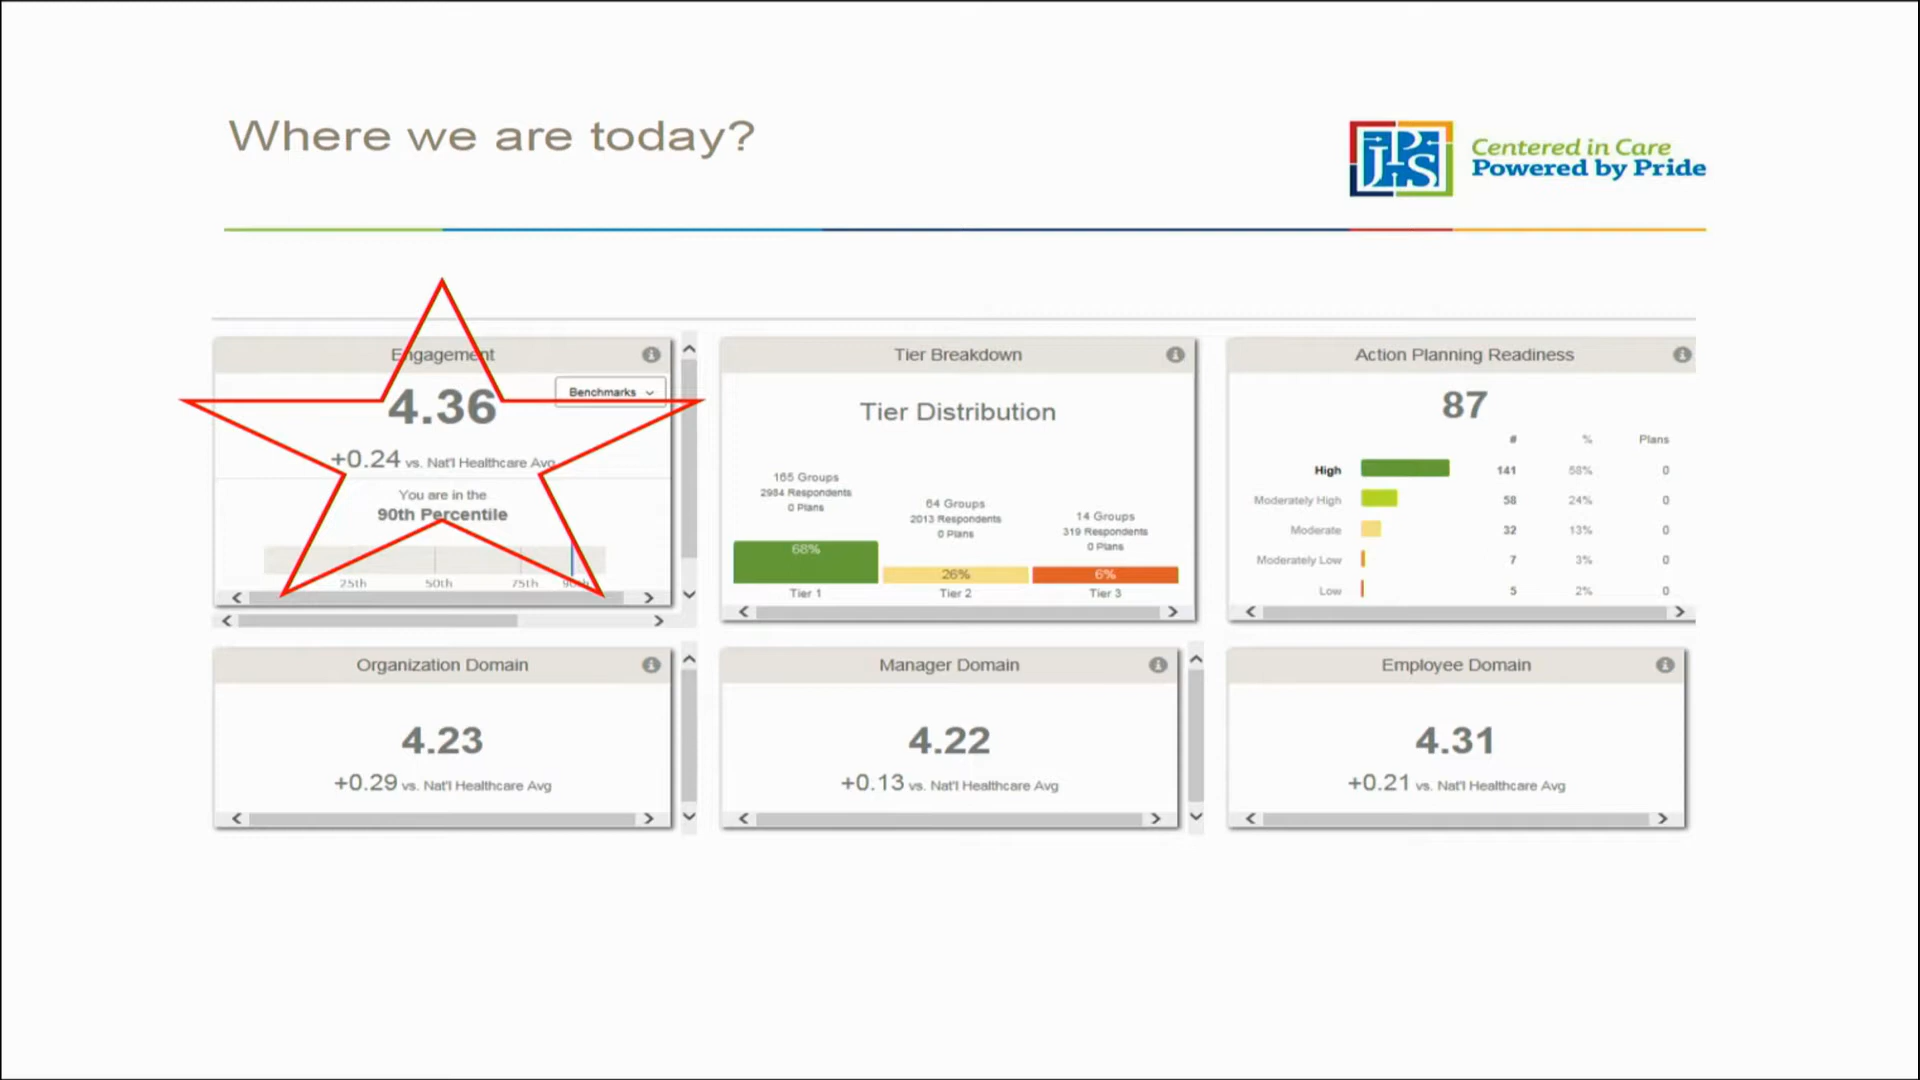 Where we are today?
JPS
Centered in Care
Powered by Pride
Engagement
Benchmarks
4.36
+0.24 vs. Nat'l Healthcare Avg
You are in the
90th Percentile
25th 50th 75th 90th
Tier Breakdown
Tier Distribution
165 Groups
2984 Respondents
0 Plans
68%
Tier 1
64 Groups
2013 Respondents
0 Plans
26%
Tier 2
14 Groups
319 Respondents
0 Plans
6%
Tier 3
Action Planning Readiness
87
# % Plans
High 141 58% 0
Moderately High 58 24% 0
Moderate 32 13% 0
Moderately Low 7 3% 0
Low 5 2% 0
Organization Domain
4.23
+0.29 vs. Nat'l Healthcare Avg
Manager Domain
4.22
+0.13 vs. Nat'l Healthcare Avg
Employee Domain
4.31
+0.21 vs. Nat'l Healthcare Avg